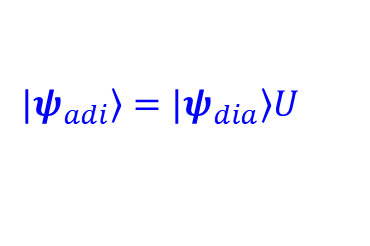 |𝝍_adi⟩ = |𝝍_dia⟩U